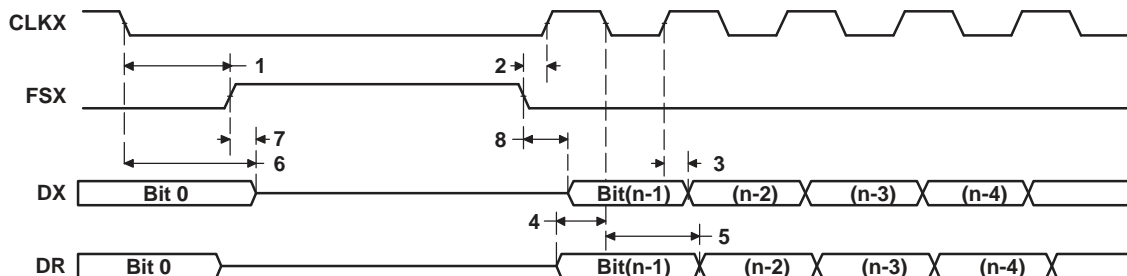 CLKX
1 2
FSX
7 8
6 3
DX Bit 0 Bit(n-1) (n-2) (n-3) (n-4)
4 5
DR Bit 0 Bit(n-1) (n-2) (n-3) (n-4)